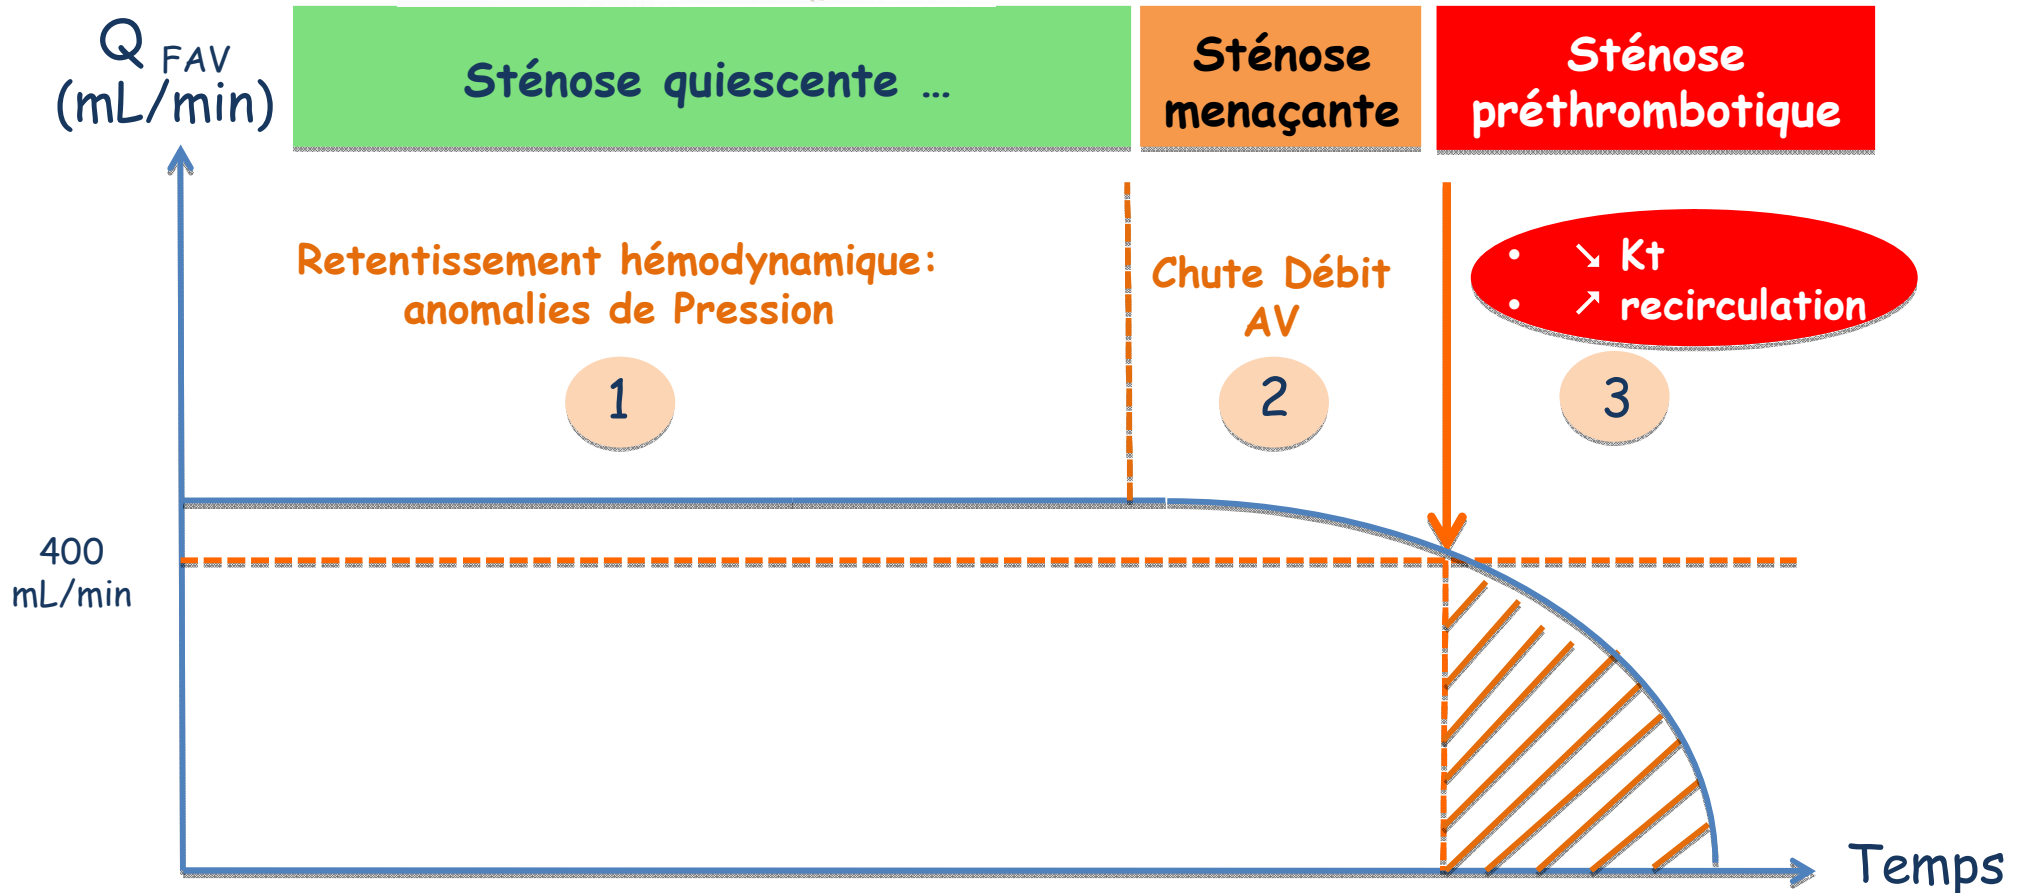 Q FAV
(mL/min)
Sténose quiescente ...
Sténose
menaçante
Sténose
préthrombotique
Retentissement hémodynamique:
anomalies de Pression
1
Chute Débit
AV
2
• ↘ Kt
• ↗ recirculation
3
400
mL/min
Temps